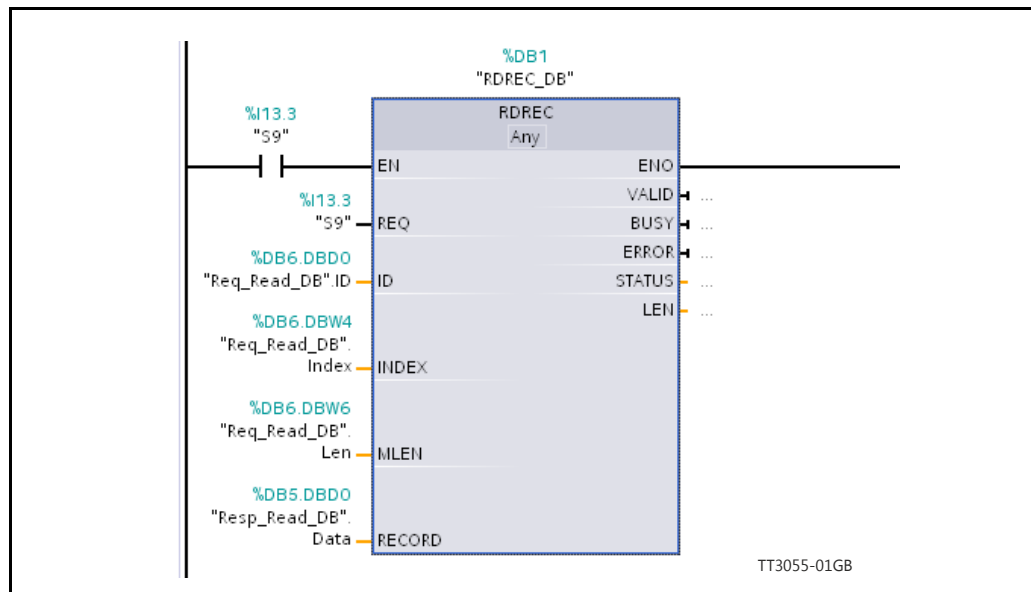 %DB1
"RDREC_DB"
RDREC
Any
%I13.3
"S9"
EN
ENO
%I13.3
"S9"
REQ
VALID
...
BUSY
...
%DB6.DBD0
"Req_Read_DB".ID
ID
ERROR
...
STATUS
...
LEN
...
%DB6.DBW4
"Req_Read_DB".
Index
INDEX
%DB6.DBW6
"Req_Read_DB".
Len
MLEN
%DB5.DBD0
"Resp_Read_DB".
Data
RECORD
TT3055-01GB